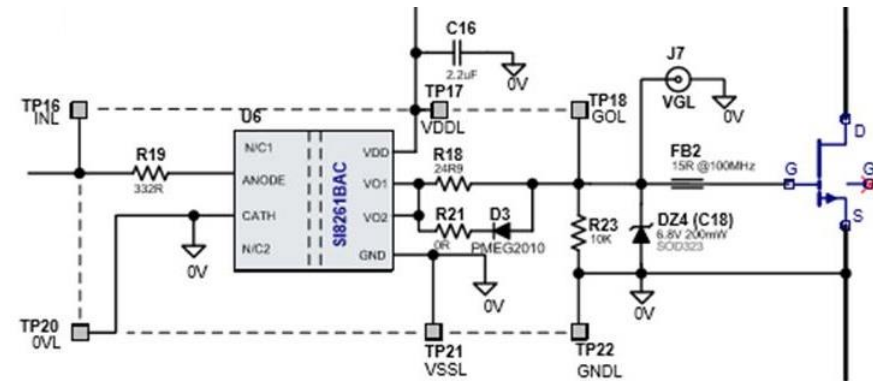 C16
2.2uF
0V
J7
VGL
0V
TP16
INL
TP17
VDDL
TP18
GOL
U6
R19
332R
N/C1
ANODE
CATH
N/C2
SI8261BAC
VDD
VO1
VO2
GND
R18
24R9
R21
0R
D3
PMEG2010
FB2
15R @100MHz
R23
10K
DZ4 (C18)
6.8V 200mW
SOD323
D
G
G
S
0V
0V
0V
TP20
0VL
TP21
VSSL
TP22
GNDL